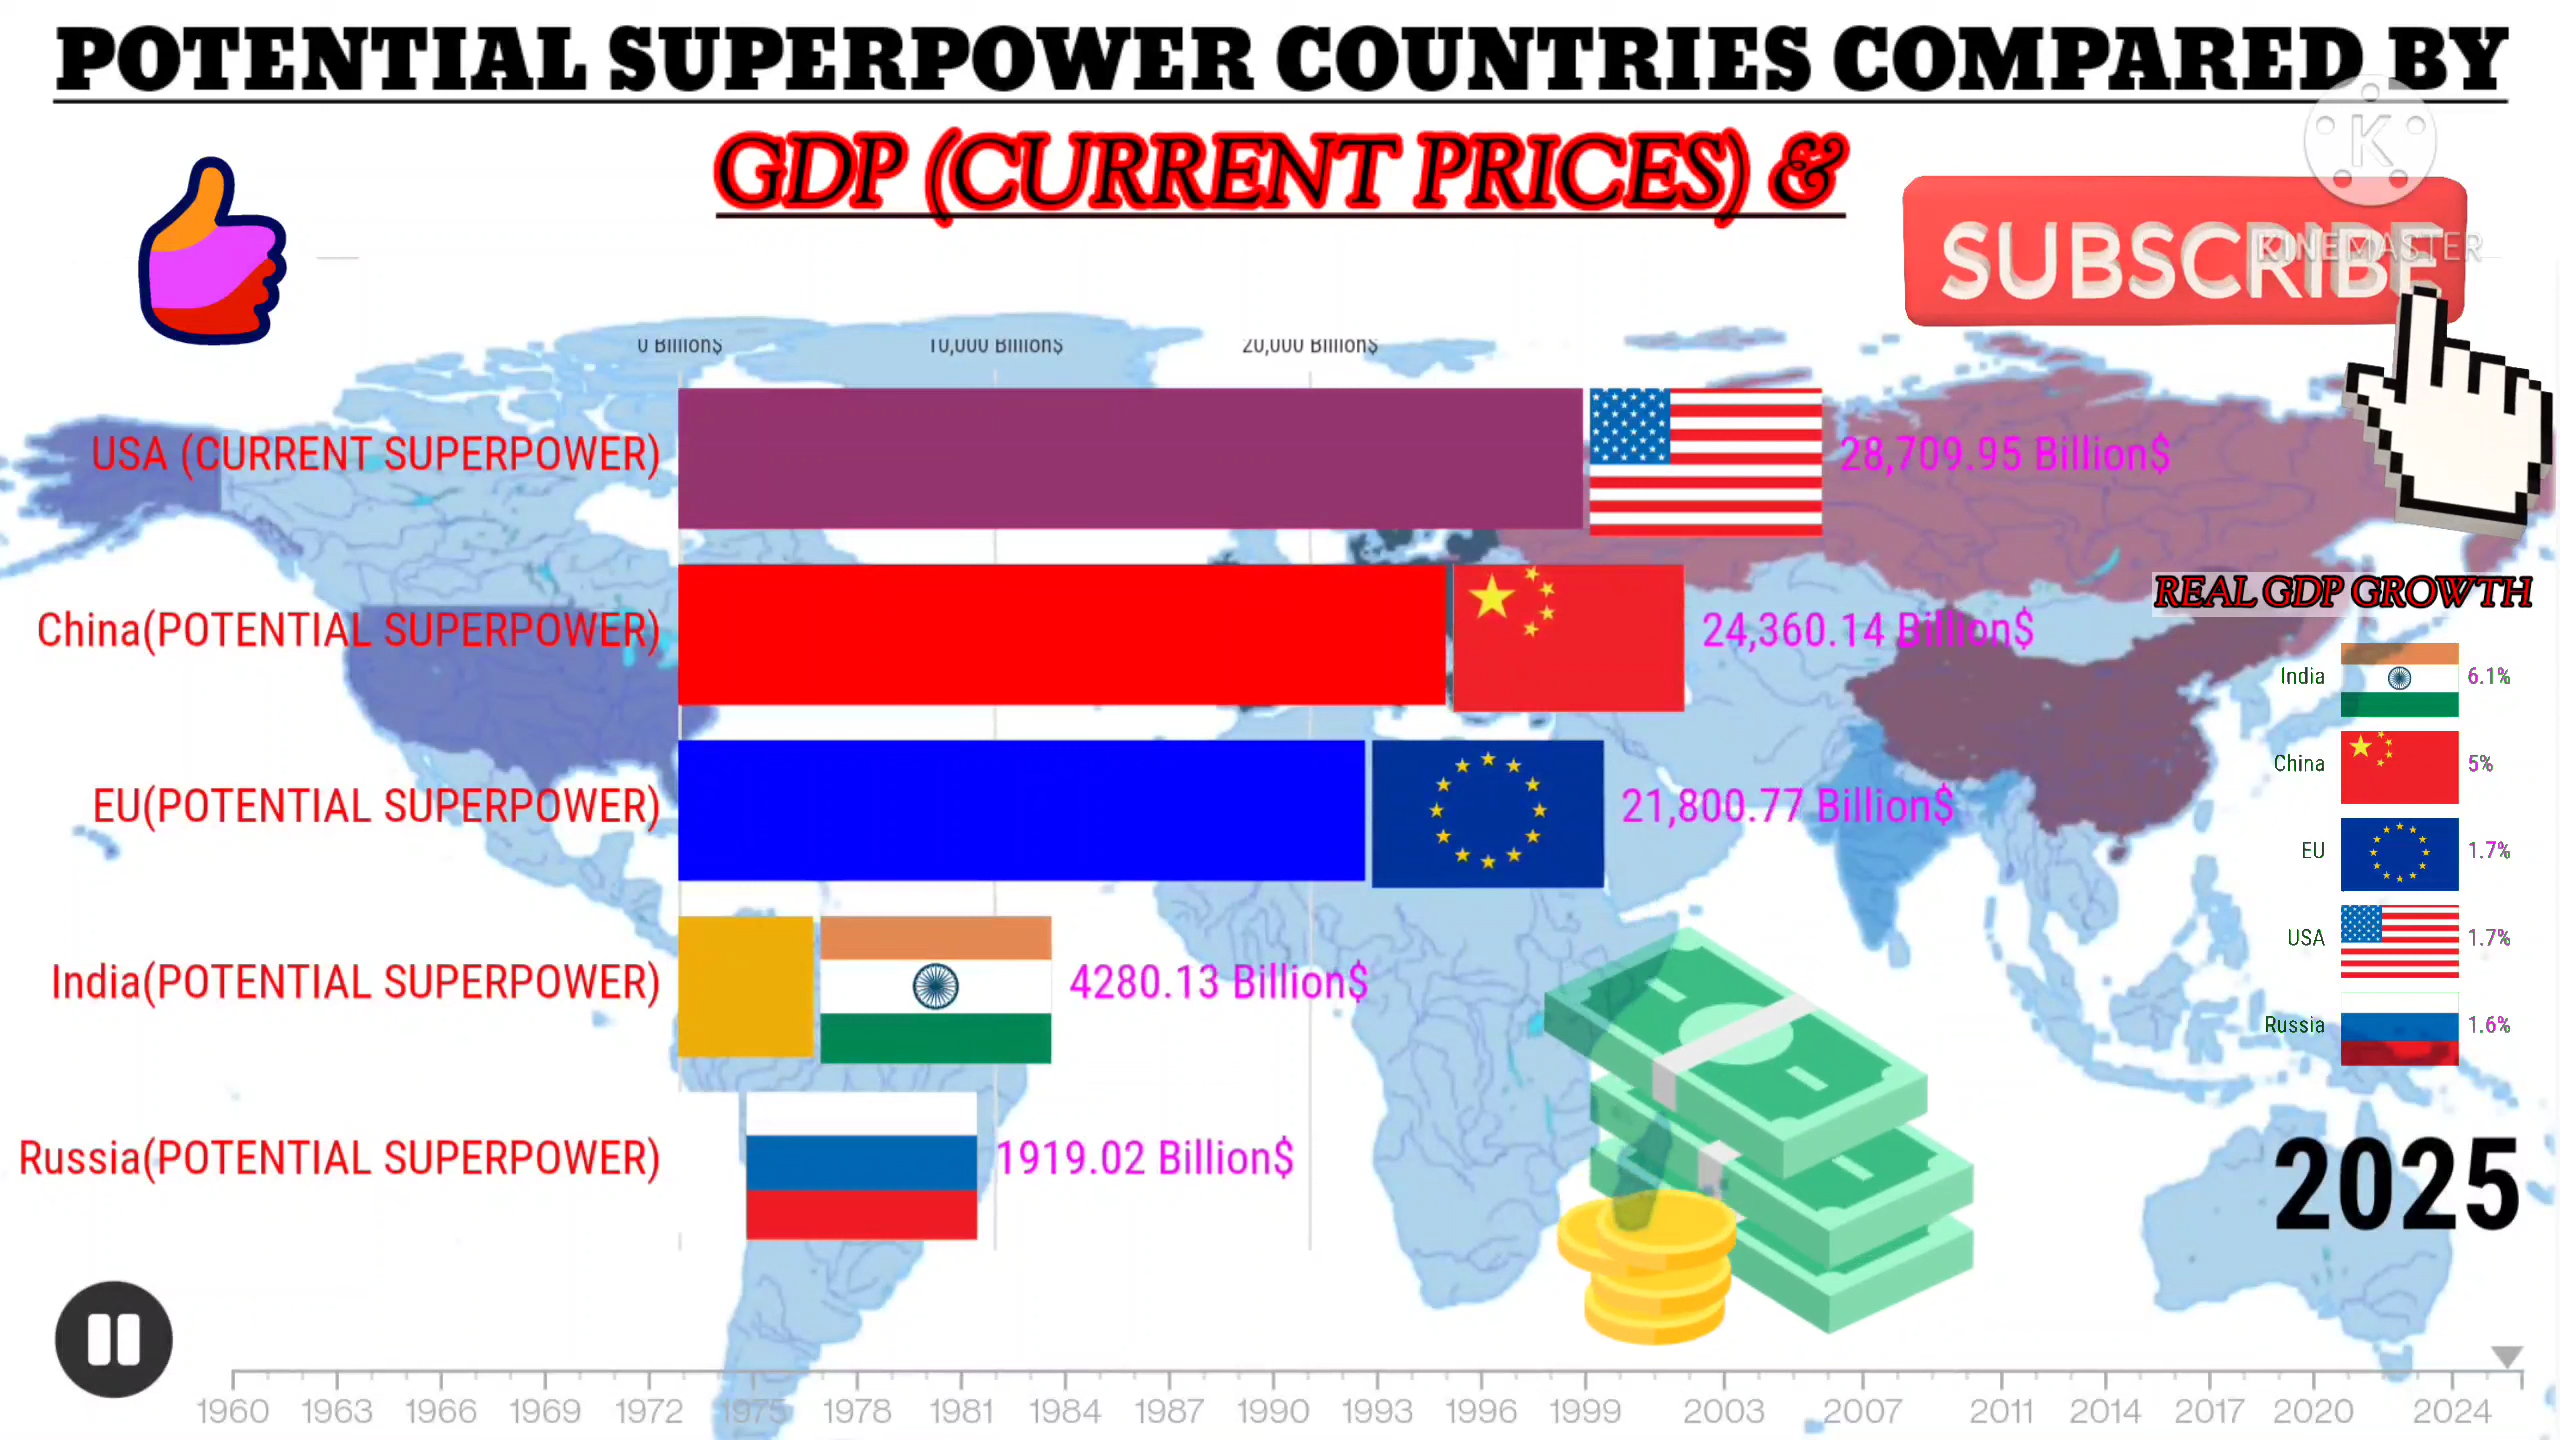 POTENTIAL SUPERPOWER COUNTRIES COMPARED BY
GDP (CURRENT PRICES) &
SUBSCRIBE
KINEMASTER
0 Billion$ 10,000 Billion$ 20,000 Billion$
USA (CURRENT SUPERPOWER) 28,709.95 Billion$
China(POTENTIAL SUPERPOWER) 24,360.14 Billion$
EU(POTENTIAL SUPERPOWER) 21,800.77 Billion$
India(POTENTIAL SUPERPOWER) 4280.13 Billion$
Russia(POTENTIAL SUPERPOWER) 1919.02 Billion$
REAL GDP GROWTH
India 6.1%
China 5%
EU 1.7%
USA 1.7%
Russia 1.6%
2025
1960 1963 1966 1969 1972 1975 1978 1981 1984 1987 1990 1993 1996 1999 2003 2007 2011 2014 2017 2020 2024